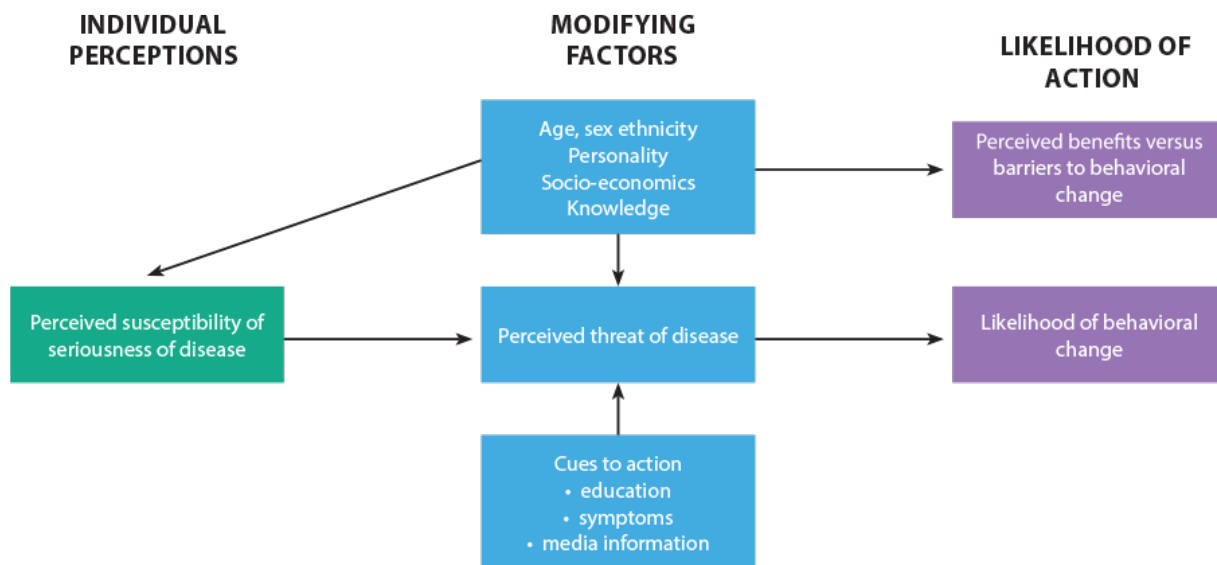 INDIVIDUAL
PERCEPTIONS
MODIFYING
FACTORS
LIKELIHOOD OF
ACTION
Age, sex ethnicity
Personality
Socio-economics
Knowledge
Perceived benefits versus
barriers to behavioral
change
Perceived susceptibility of
seriousness of disease
Perceived threat of disease
Likelihood of behavioral
change
Cues to action
• education
• symptoms
• media information